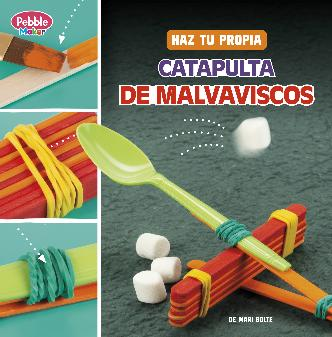 Pebble
Maker
HAZ TU PROPIA
CATAPULTA
DE MALVAVISCOS
DE MARI BOLTE